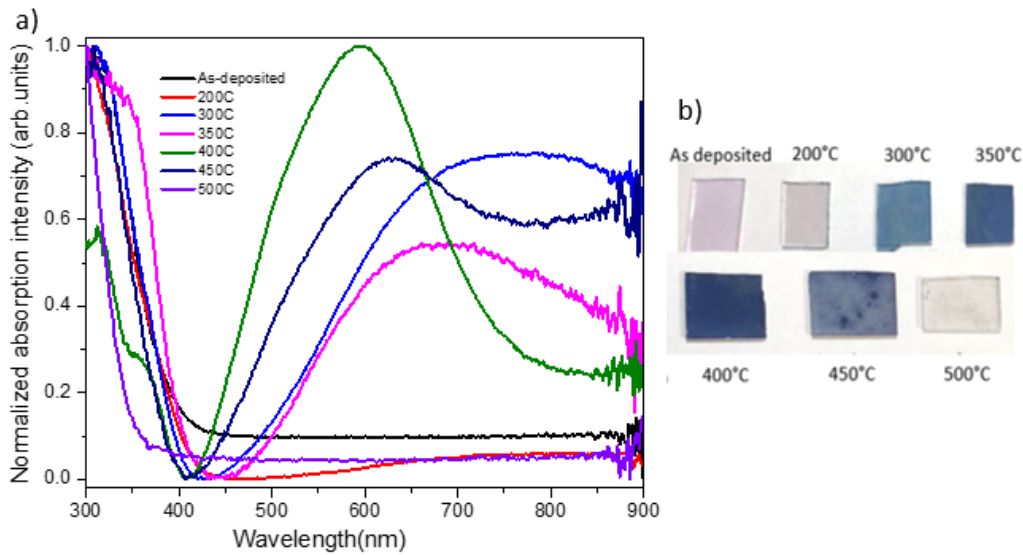 a)
Normalized absorption intensity (arb.units)
1.0
0.8
0.6
0.4
0.2
0.0
As-deposited
200C
300C
350C
400C
450C
500C
300 400 500 600 700 800 900
Wavelength(nm)
b)
As deposited 200°C 300°C 350°C
400°C 450°C 500°C